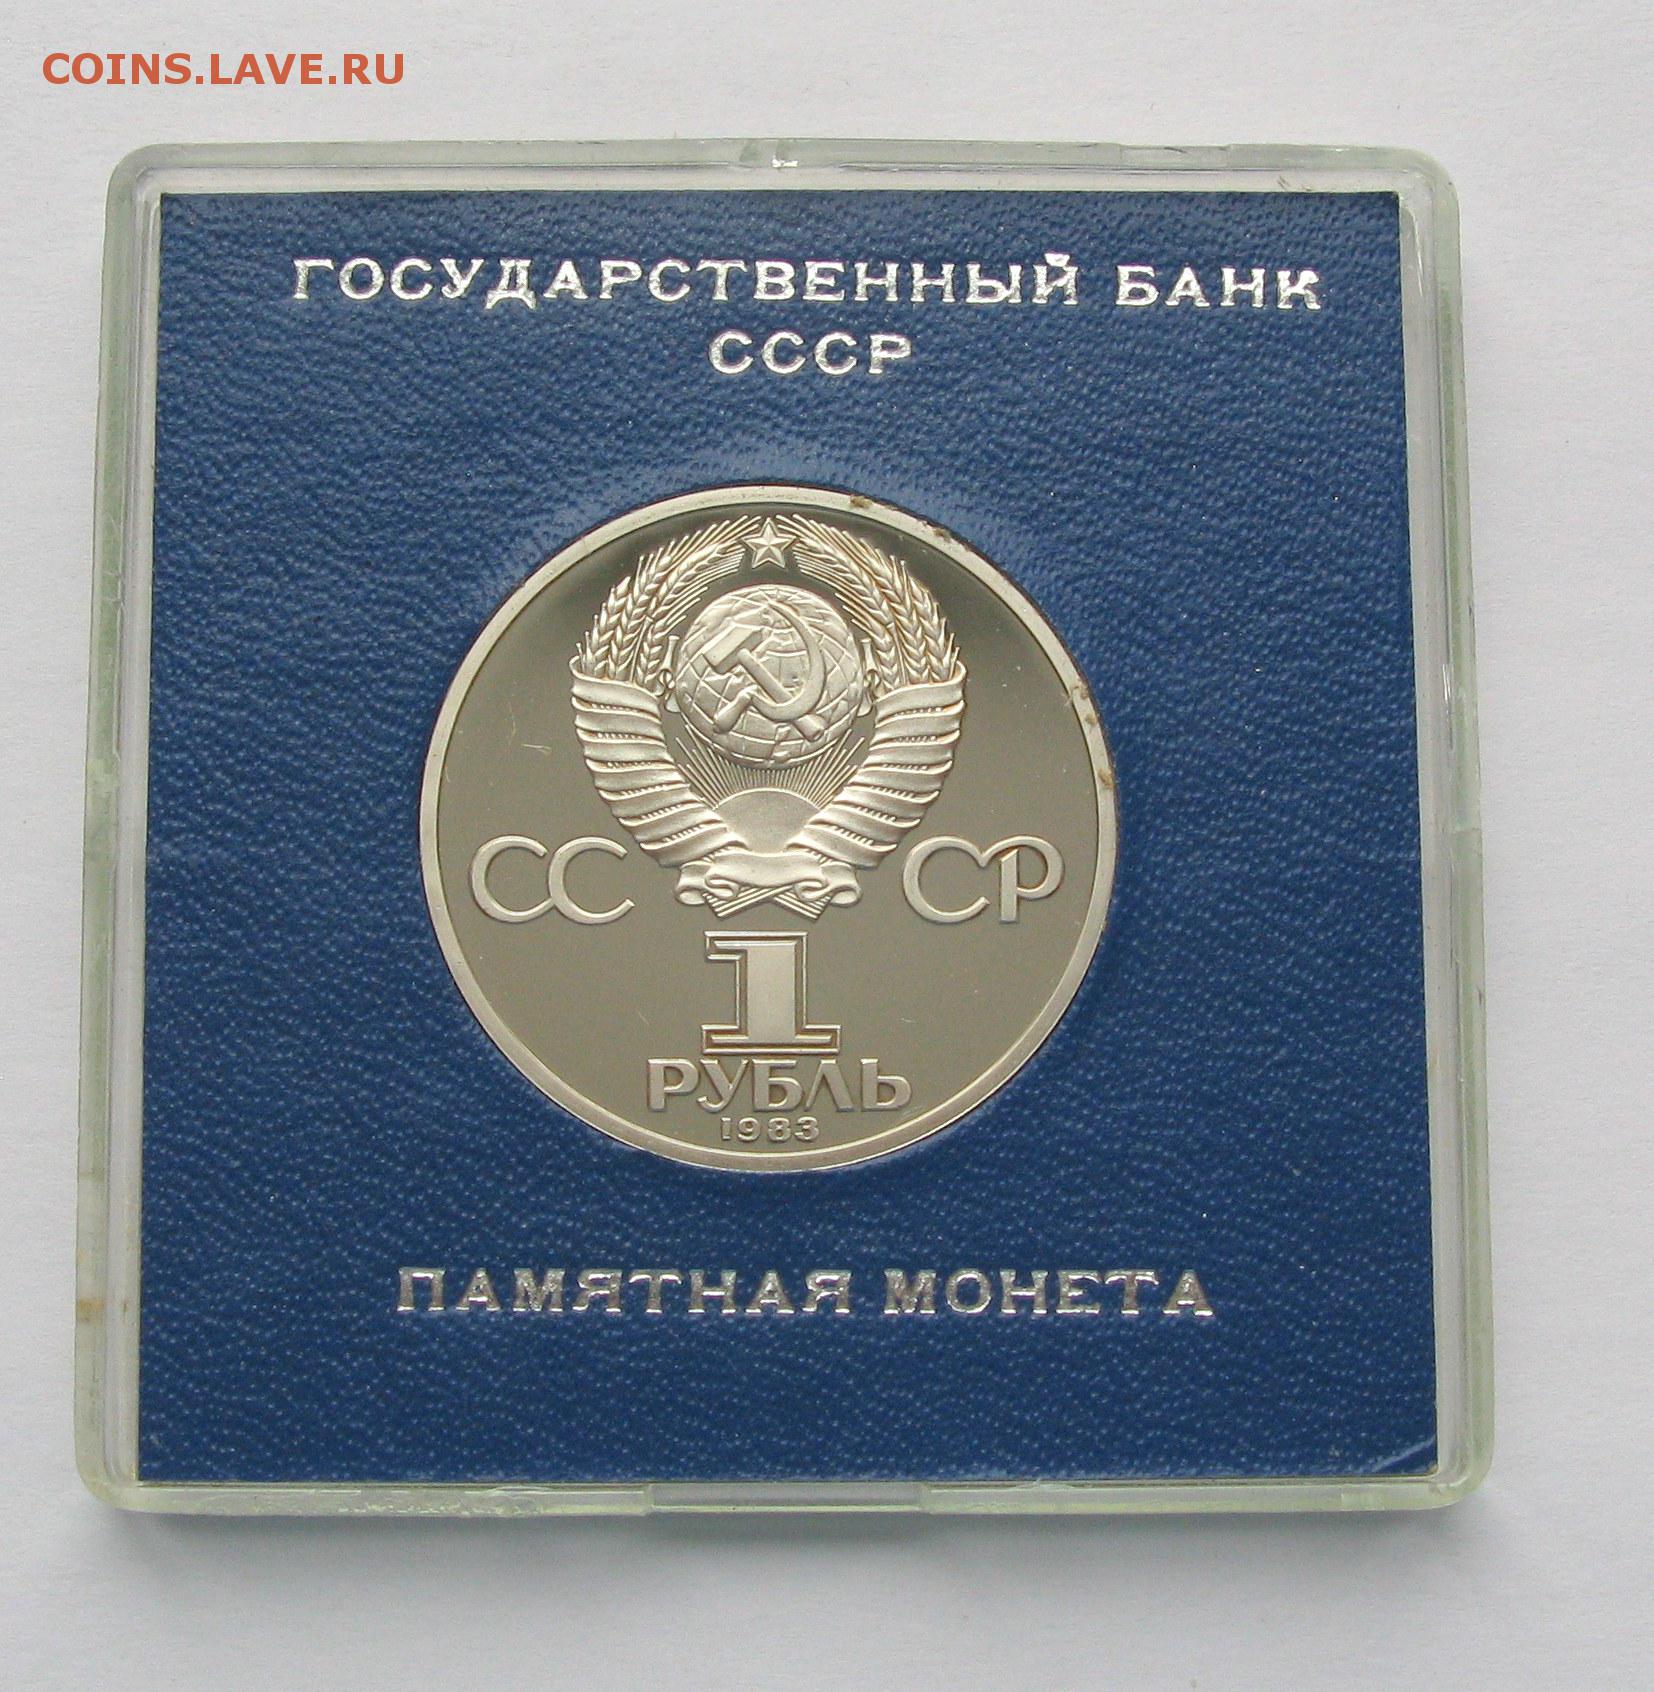 COINS.LAVE.RU
ГОСУДАРСТВЕННЫЙ БАНК
СССР
СС СР
1
РУБЛЬ
1983
ПАМЯТНАЯ МОНЕТА